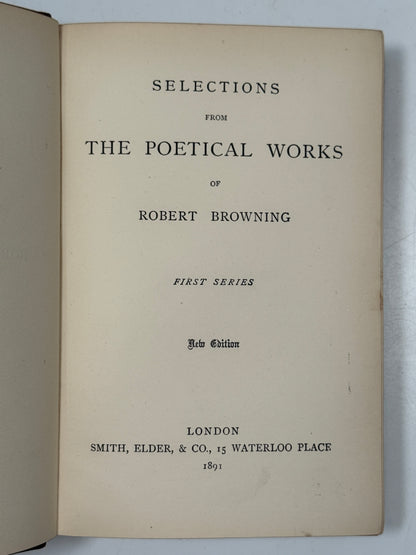 SELECTIONS
FROM
THE POETICAL WORKS
OF
ROBERT BROWNING
FIRST SERIES
New Edition
LONDON
SMITH, ELDER, & CO., 15 WATERLOO PLACE
1891